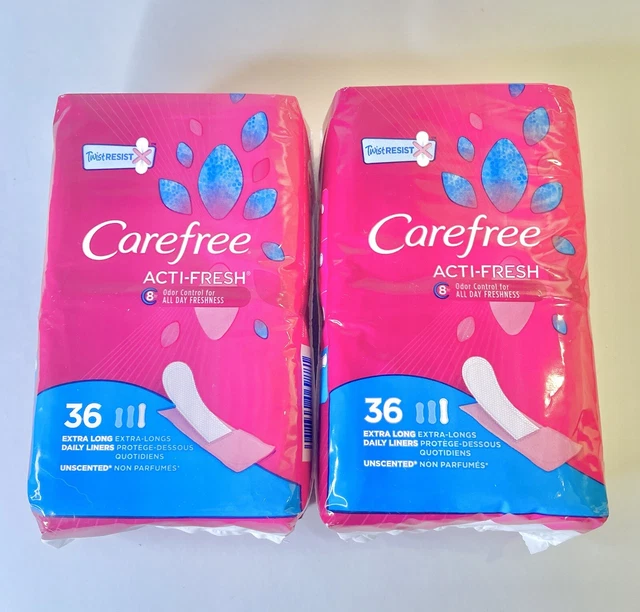 TwistRESIST
Carefree
ACTI-FRESH®
8 Odor Control for
ALL DAY FRESHNESS
36
EXTRA LONG EXTRA-LONGS
DAILY LINERS PROTÈGE-DESSOUS
QUOTIDIENS
UNSCENTED* NON PARFUMÉS*
TwistRESIST
Carefree
ACTI-FRESH
8 Odor Control for
ALL DAY FRESHNESS
36
EXTRA LONG EXTRA-LONGS
DAILY LINERS PROTÈGE-DESSOUS
QUOTIDIENS
UNSCENTED* NON PARFUMÉS*